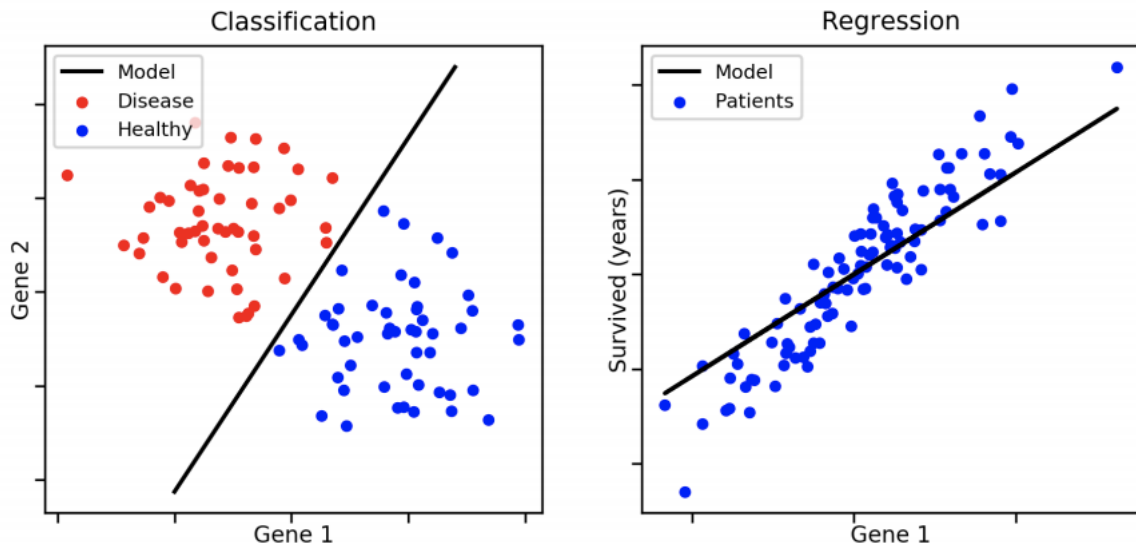 Classification
Model
Disease
Healthy
Gene 2
Gene 1
Regression
Model
Patients
Survived (years)
Gene 1